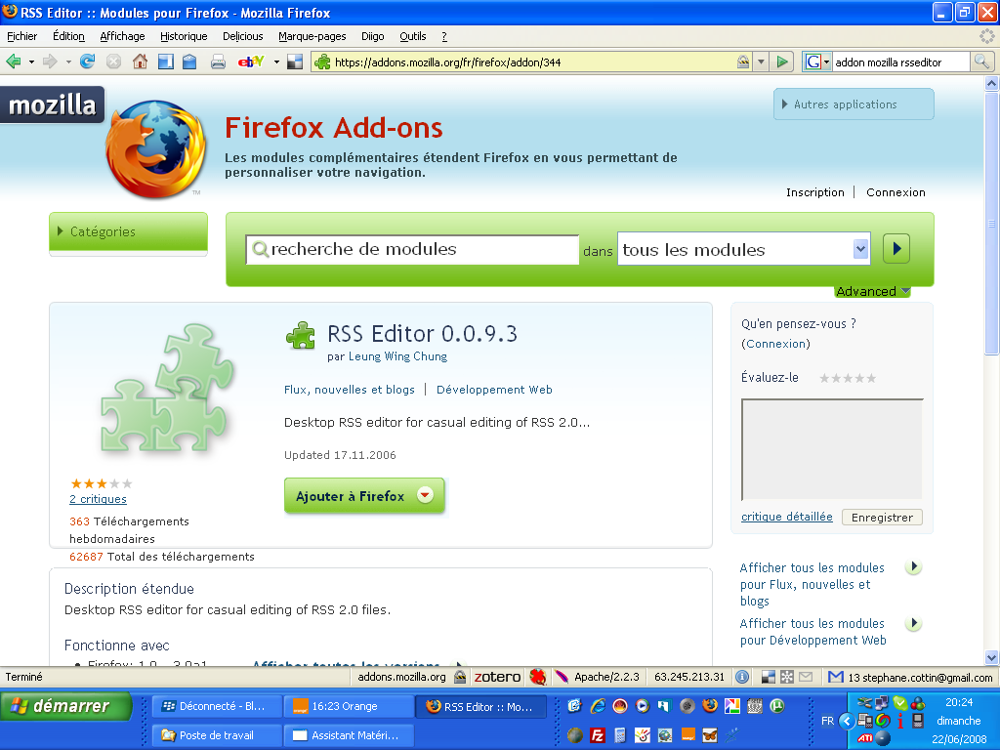 RSS Editor :: Modules pour Firefox - Mozilla Firefox
Fichier Édition Affichage Historique Delicious Marque-pages Diigo Outils ?
ebY https://addons.mozilla.org/fr/firefox/addon/344 G addon mozilla rsseditor
mozilla
Autres applications
Firefox Add-ons
TM
Les modules complémentaires étendent Firefox en vous permettant de
personnaliser votre navigation.
Inscription | Connexion
Catégories
recherche de modules dans tous les modules
Advanced
RSS Editor 0.0.9.3
par Leung Wing Chung
Flux, nouvelles et blogs | Développement Web
Desktop RSS editor for casual editing of RSS 2.0...
Updated 17.11.2006
Ajouter à Firefox
2 critiques
363 Téléchargements
hebdomadaires
62687 Total des téléchargements
Qu'en pensez-vous ?
(Connexion)
Évaluez-le
critique détaillée Enregistrer
Description étendue
Desktop RSS editor for casual editing of RSS 2.0 files.
Fonctionne avec
Firefox: 1.0 – 3.0a1 Afficher toutes les versions
Afficher tous les modules
pour Flux, nouvelles et
blogs
Afficher tous les modules
pour Développement Web
Terminé addons.mozilla.org zotero Apache/2.2.3 63.245.213.31 13 stephane.cottin@gmail.com
démarrer Déconnecté - Bl... 16:23 Orange RSS Editor :: Mo...
Poste de travail Assistant Matéri...
FR ATI
20:24
dimanche
22/06/2008